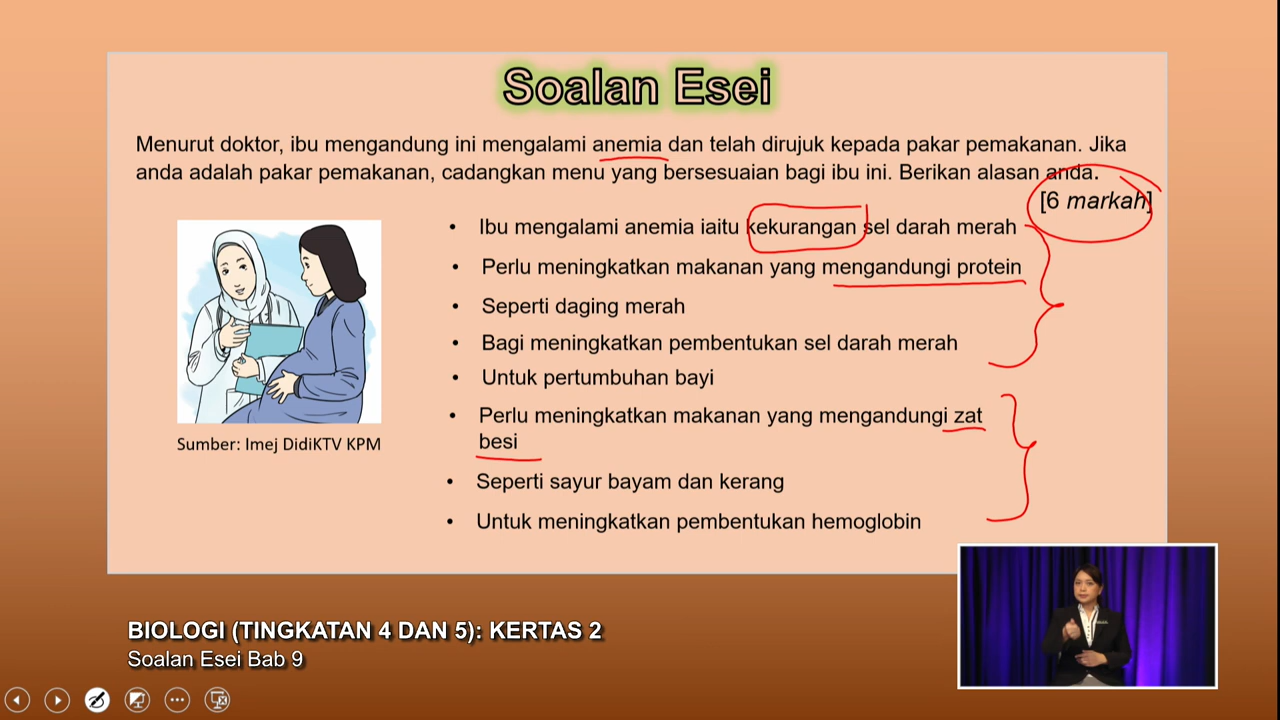 Soalan Esei
Menurut doktor, ibu mengandung ini mengalami anemia dan telah dirujuk kepada pakar pemakanan. Jika
anda adalah pakar pemakanan, cadangkan menu yang bersesuaian bagi ibu ini. Berikan alasan anda.
[6 markah]
• Ibu mengalami anemia iaitu kekurangan sel darah merah
• Perlu meningkatkan makanan yang mengandungi protein
• Seperti daging merah
• Bagi meningkatkan pembentukan sel darah merah
• Untuk pertumbuhan bayi
• Perlu meningkatkan makanan yang mengandungi zat
besi
• Seperti sayur bayam dan kerang
• Untuk meningkatkan pembentukan hemoglobin
Sumber: Imej DidiKTV KPM
BIOLOGI (TINGKATAN 4 DAN 5): KERTAS 2
Soalan Esei Bab 9